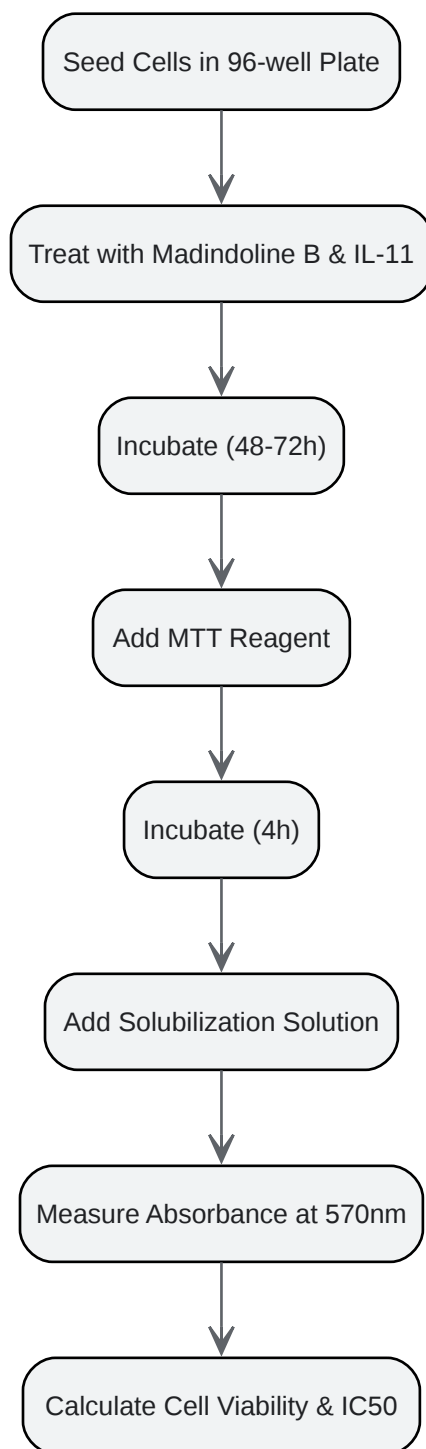 Seed Cells in 96-well Plate
Treat with Madindoline B & IL-11
Incubate (48-72h)
Add MTT Reagent
Incubate (4h)
Add Solubilization Solution
Measure Absorbance at 570nm
Calculate Cell Viability & IC50